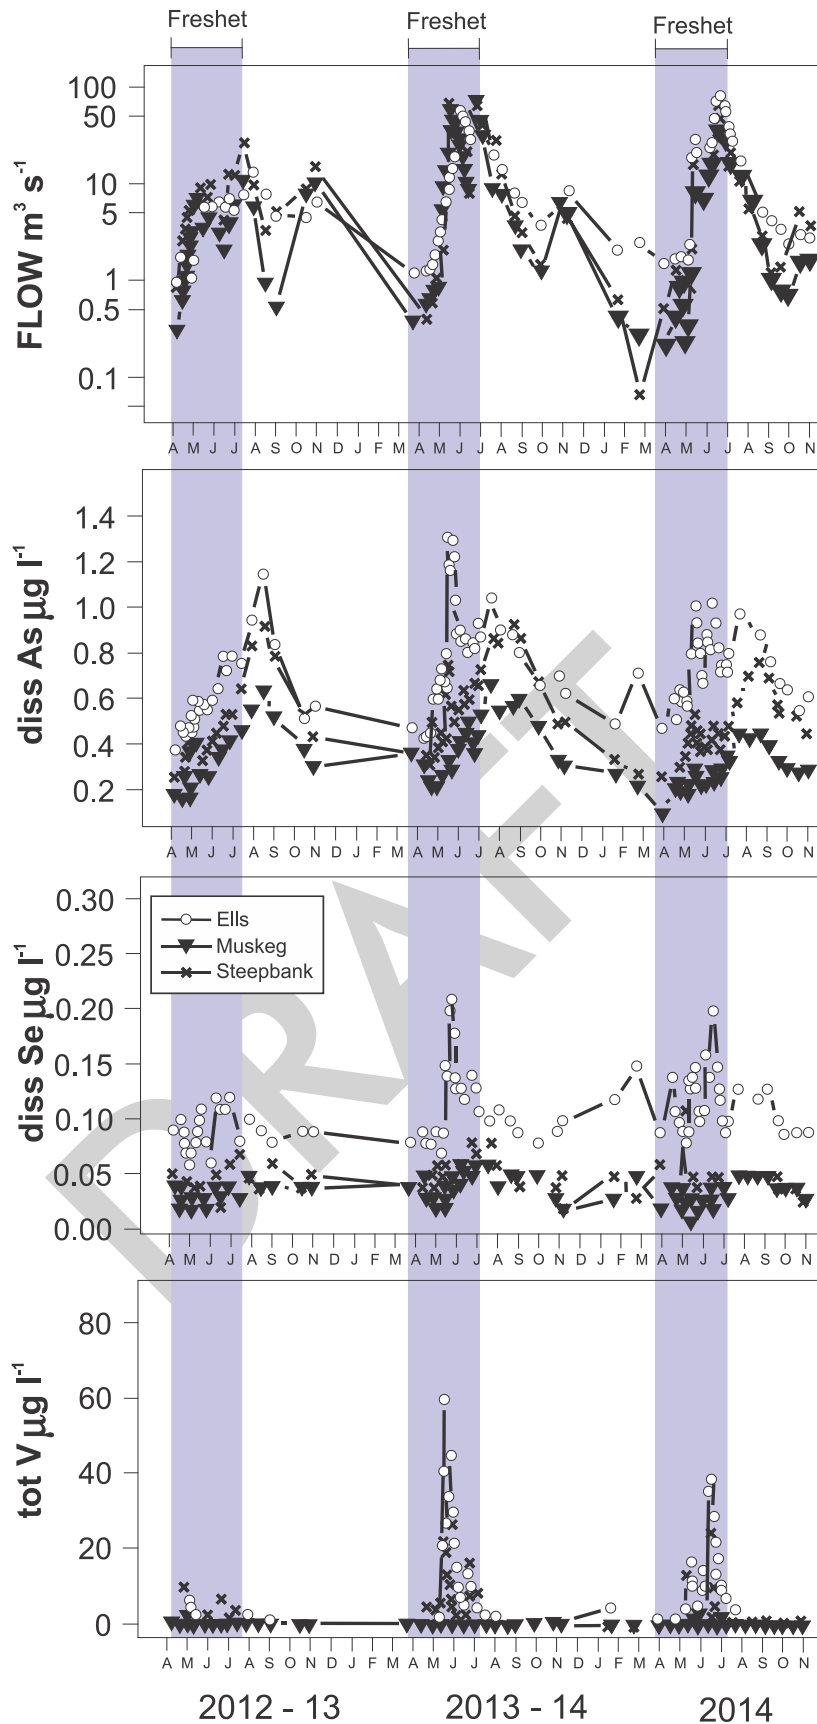 Freshet Freshet Freshet
FLOW m³ s⁻¹
100
50
10
5
1
0.5
0.1
A M J J A S O N D J F M A M J J A S O N D J F M A M J J A S O N
diss As µg l⁻¹
1.4
1.2
1.0
0.8
0.6
0.4
0.2
A M J J A S O N D J F M A M J J A S O N D J F M A M J J A S O N
diss Se µg l⁻¹
0.30
0.25
0.20
0.15
0.10
0.05
0.00
Ells
Muskeg
Steepbank
A M J J A S O N D J F M A M J J A S O N D J F M A M J J A S O N
tot V µg l⁻¹
80
60
40
20
0
A M J J A S O N D J F M A M J J A S O N D J F M A M J J A S O N
2012 - 13 2013 - 14 2014
DRAFT